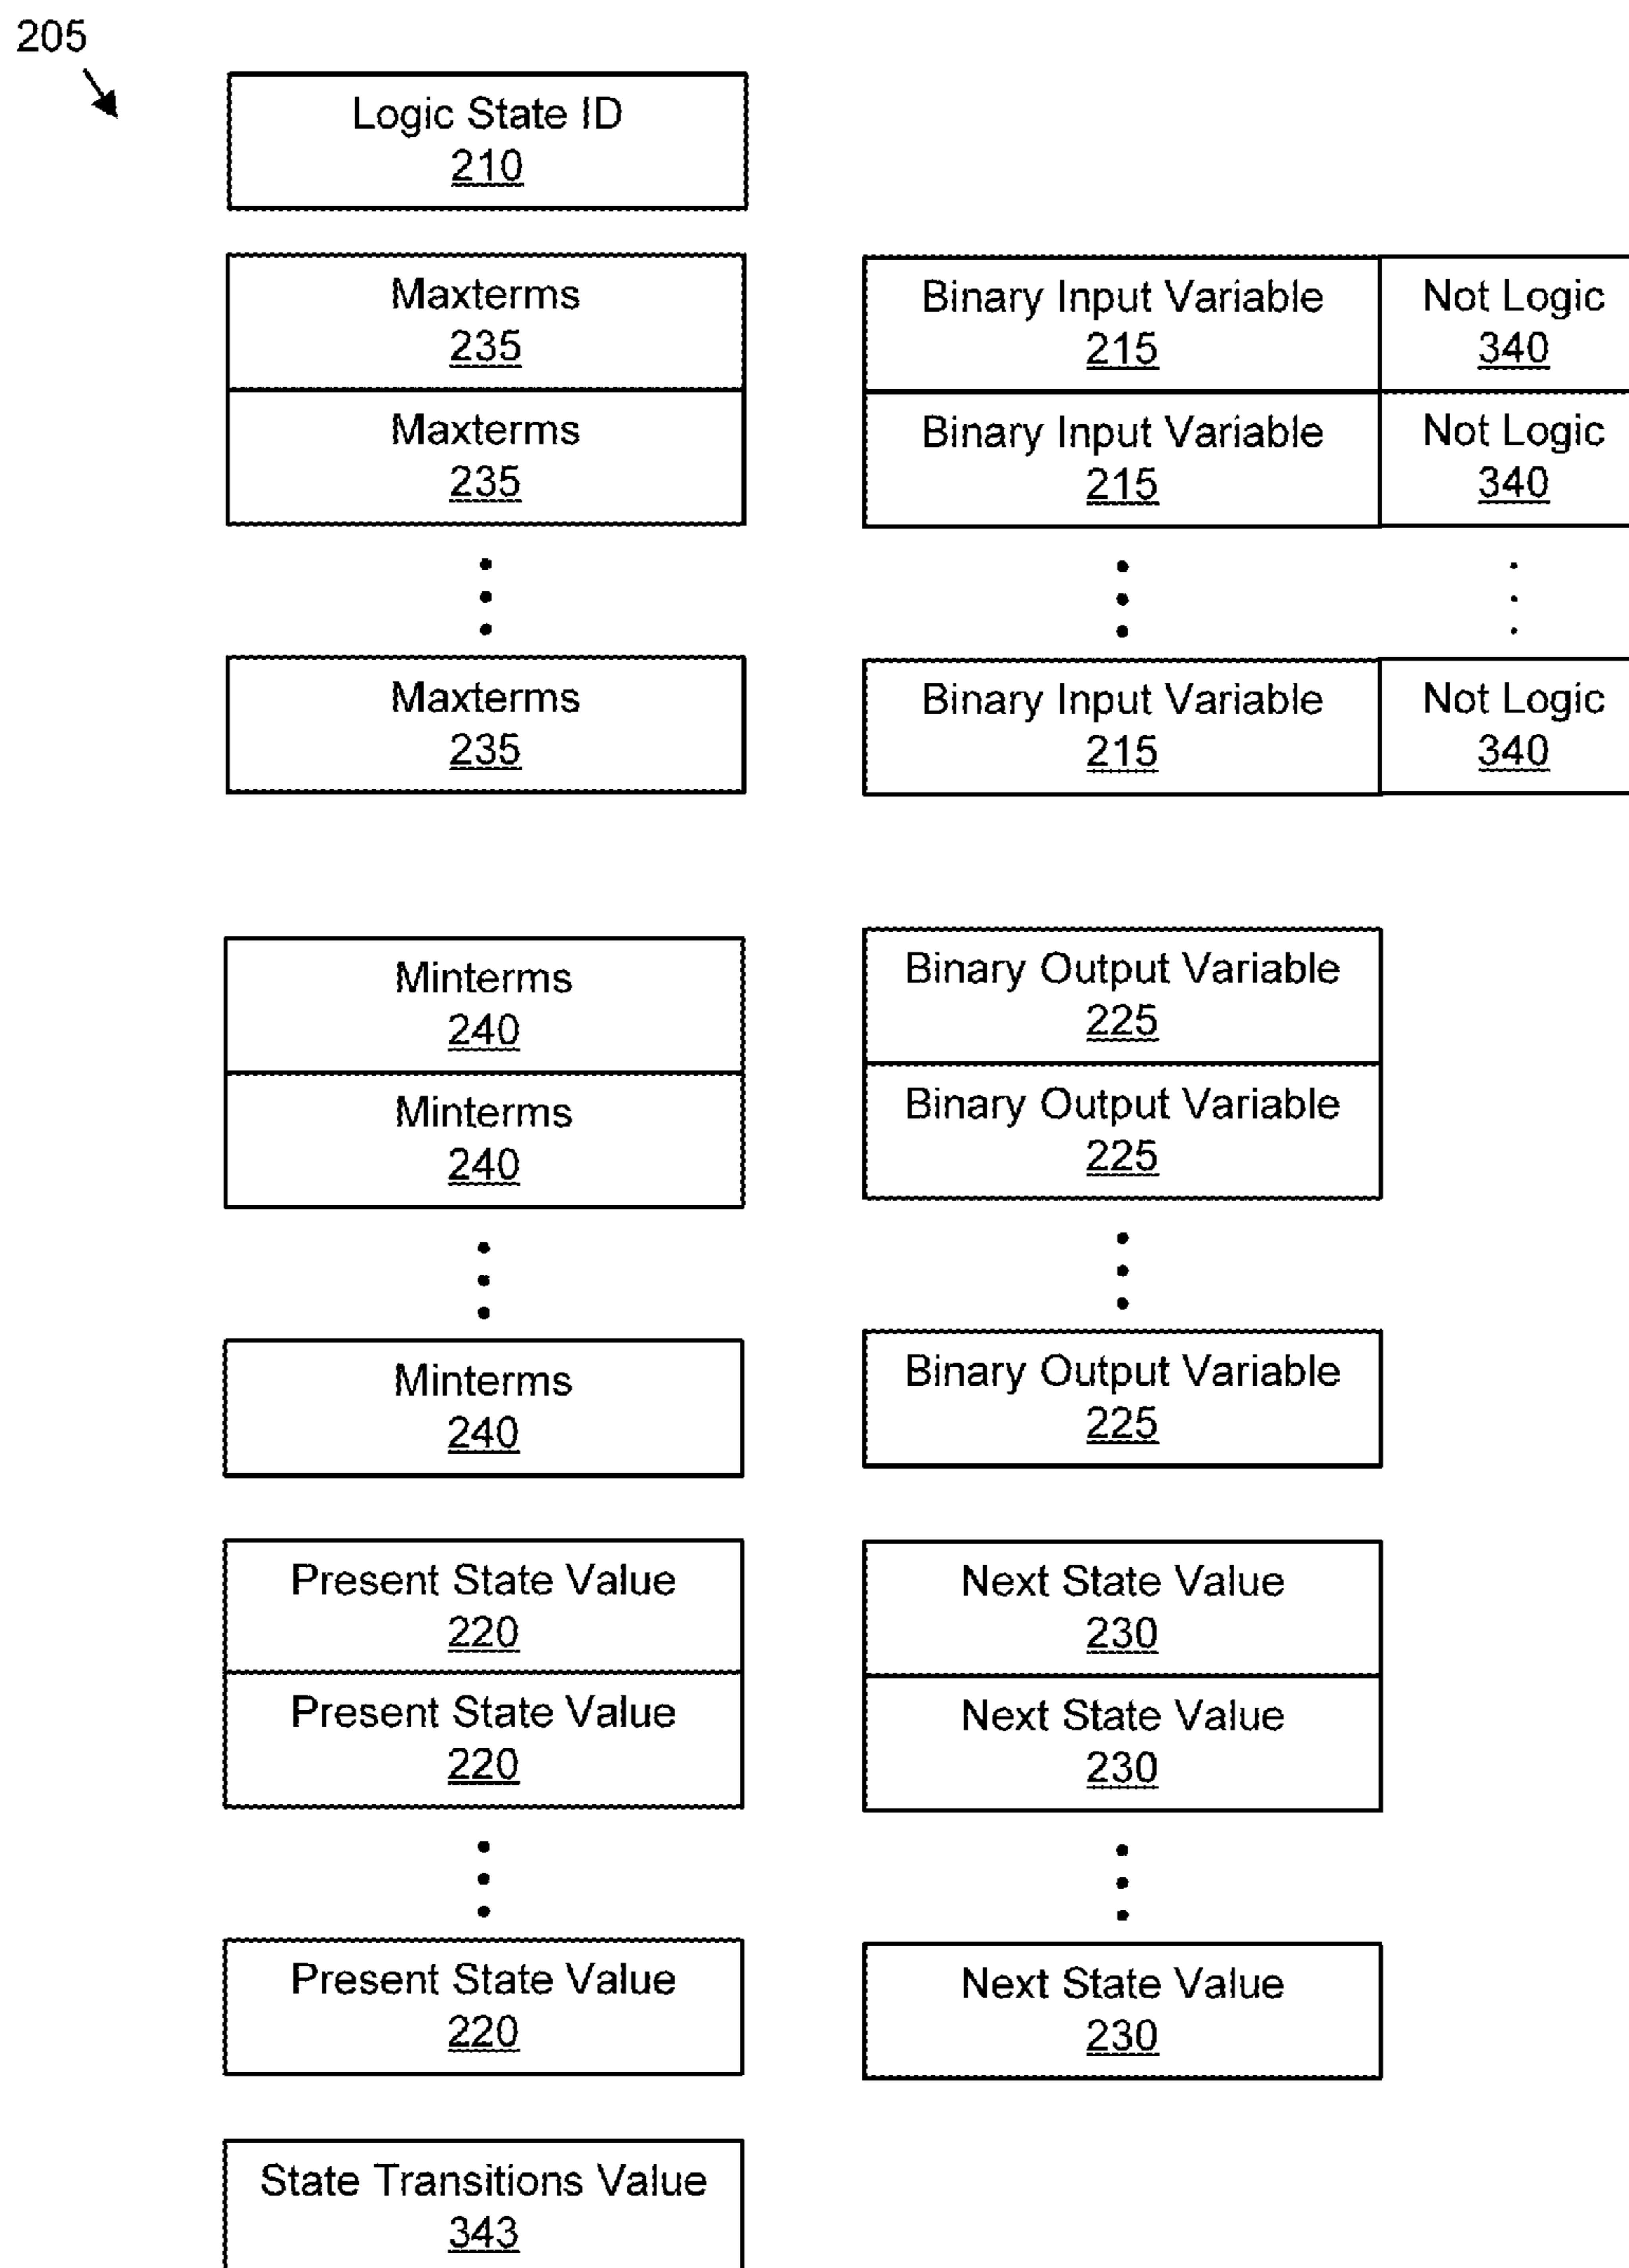 205
Logic State ID
210
Maxterms
235
Maxterms
235
Maxterms
235
Binary Input Variable
215
Not Logic
340
Binary Input Variable
215
Not Logic
340
Binary Input Variable
215
Not Logic
340
Minterms
240
Minterms
240
Minterms
240
Binary Output Variable
225
Binary Output Variable
225
Binary Output Variable
225
Present State Value
220
Present State Value
220
Present State Value
220
Next State Value
230
Next State Value
230
Next State Value
230
State Transitions Value
343